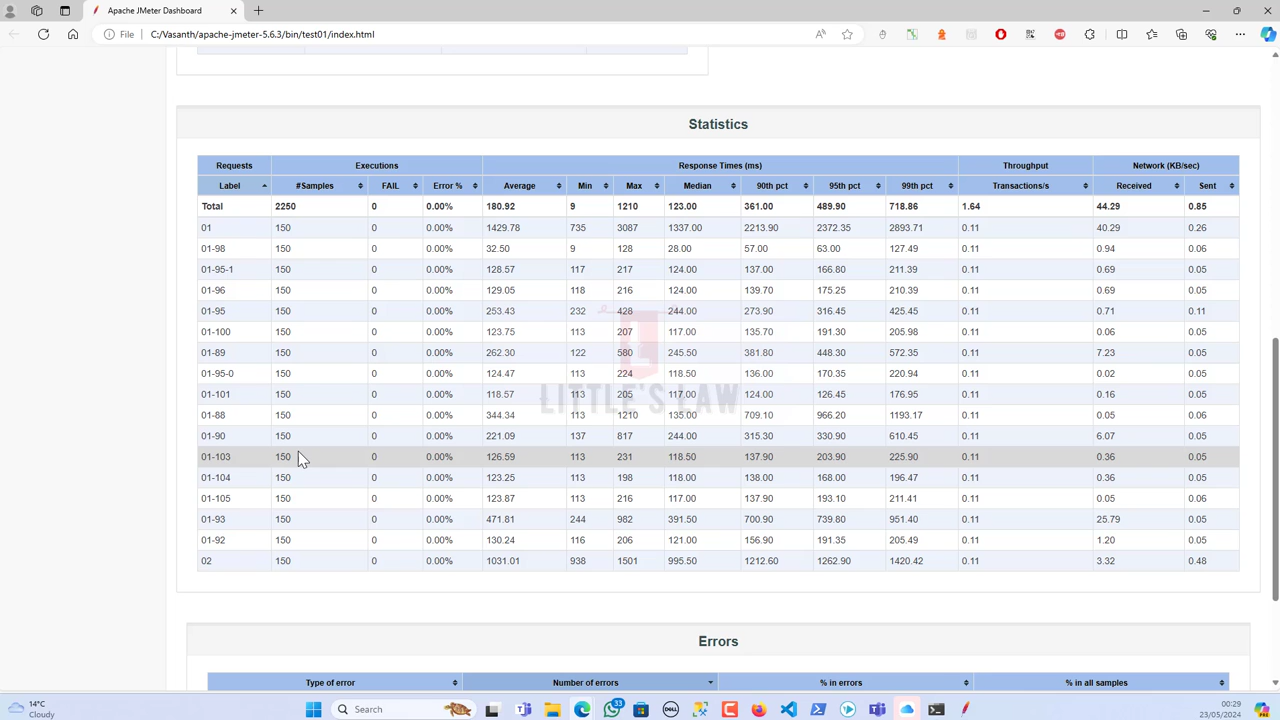 Apache JMeter Dashboard
File C:/Vasanth/apache-jmeter-5.6.3/bin/test01/index.html
Statistics
Requests Executions Response Times (ms) Throughput Network (KB/sec)
Label #Samples FAIL Error % Average Min Max Median 90th pct 95th pct 99th pct Transactions/s Received Sent
Total 2250 0 0.00% 180.92 9 1210 123.00 361.00 489.90 718.86 1.64 44.29 0.85
01 150 0 0.00% 1429.78 735 3087 1337.00 2213.90 2372.35 2893.71 0.11 40.29 0.26
01-98 150 0 0.00% 32.50 9 128 28.00 57.00 63.00 127.49 0.11 0.94 0.06
01-95-1 150 0 0.00% 128.57 117 217 124.00 137.00 166.80 211.39 0.11 0.69 0.05
01-96 150 0 0.00% 129.05 118 216 124.00 139.70 175.25 210.39 0.11 0.69 0.05
01-95 150 0 0.00% 253.43 232 428 244.00 273.90 316.45 425.45 0.11 0.71 0.11
01-100 150 0 0.00% 123.75 113 207 117.00 135.70 191.30 205.98 0.11 0.06 0.05
01-89 150 0 0.00% 262.30 122 580 245.50 381.80 448.30 572.35 0.11 7.23 0.05
01-95-0 150 0 0.00% 124.47 113 224 118.50 136.00 170.35 220.94 0.11 0.02 0.05
01-101 150 0 0.00% 118.57 113 205 117.00 124.00 126.45 176.95 0.11 0.16 0.05
LITTLE'S LAW
01-88 150 0 0.00% 344.34 113 1210 135.00 709.10 966.20 1193.17 0.11 0.05 0.06
01-90 150 0 0.00% 221.09 137 817 244.00 315.30 330.90 610.45 0.11 6.07 0.05
01-103 150 0 0.00% 126.59 113 231 118.50 137.90 203.90 225.90 0.11 0.36 0.05
01-104 150 0 0.00% 123.25 113 198 118.00 138.00 168.00 196.47 0.11 0.36 0.05
01-105 150 0 0.00% 123.87 113 216 117.00 137.90 193.10 211.41 0.11 0.05 0.06
01-93 150 0 0.00% 471.81 244 982 391.50 700.90 739.80 951.40 0.11 25.79 0.05
01-92 150 0 0.00% 130.24 116 206 121.00 156.90 191.35 205.49 0.11 1.20 0.05
02 150 0 0.00% 1031.01 938 1501 995.50 1212.60 1262.90 1420.42 0.11 3.32 0.48
Errors
Type of error Number of errors % in errors % in all samples
14°C
Cloudy
Search
33
DELL
00:29
23/05/2024